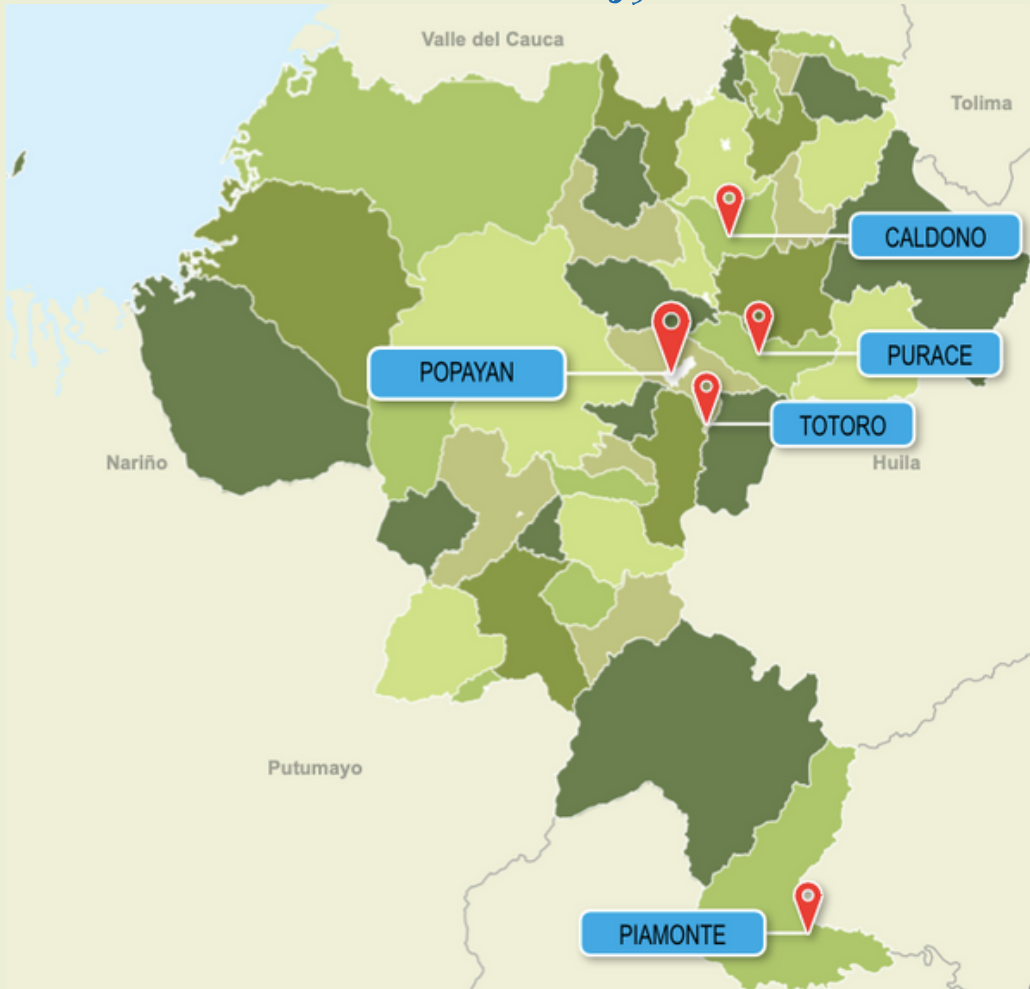 Valle del Cauca
Tolima
CALDONO
PURACE
POPAYAN
TOTORO
Nariño
Huila
Putumayo
PIAMONTE